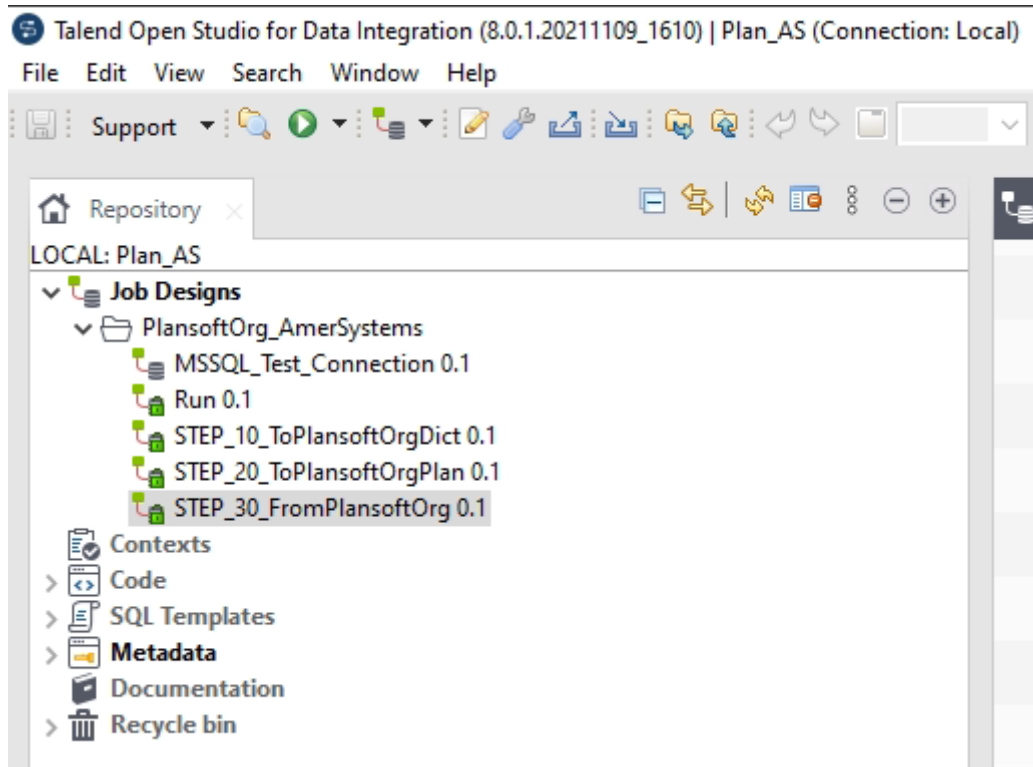 Talend Open Studio for Data Integration (8.0.1.20211109_1610) | Plan_AS (Connection: Local)
File Edit View Search Window Help
Support
Repository
LOCAL: Plan_AS
Job Designs
PlansoftOrg_AmerSystems
MSSQL_Test_Connection 0.1
Run 0.1
STEP_10_ToPlansoftOrgDict 0.1
STEP_20_ToPlansoftOrgPlan 0.1
STEP_30_FromPlansoftOrg 0.1
Contexts
Code
SQL Templates
Metadata
Documentation
Recycle bin